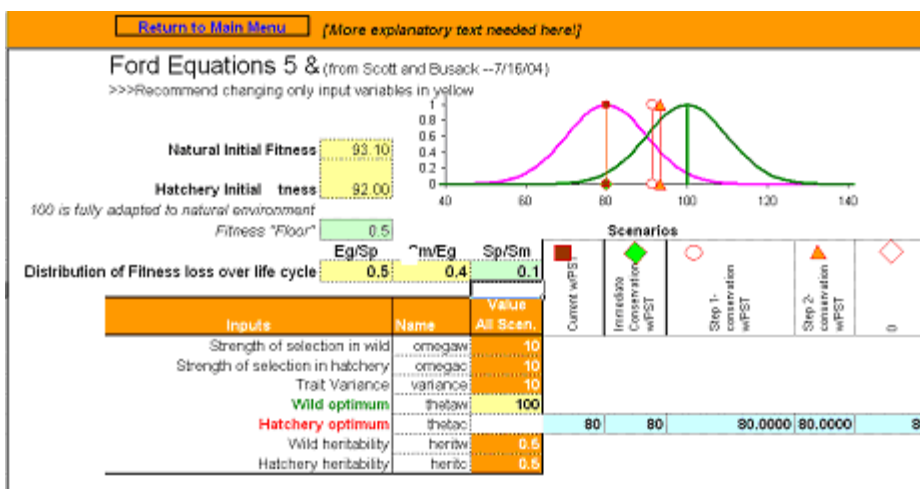 Return to Main Menu [More explanatory text needed here!]
Ford Equations 5 & (from Scott and Busack --7/16/04)
>>>Recommend changing only input variables in yellow
1
0.8
0.6
0.4
0.2
0
40 60 80 100 120 140
Natural Initial Fitness 93.10
Hatchery Initial tness 92.00
100 is fully adapted to natural environment
Fitness "Floor" 0.5
Scenarios
Eg/Sp Sm/Eg Sp/Sm
Distribution of Fitness loss over life cycle 0.5 0.4 0.1
Current w/PST
Immediate Conservation w/PST
Step 1- conservation w/PST
Step 2- conservation w/PST
0
Value
Inputs Name All Scen.
Strength of selection in wild omegaw 10
Strength of selection in hatchery omegac 10
Trait Variance variance 10
Wild optimum thetaw 100
Hatchery optimum thetac 80 80 80.0000 80.0000 8
Wild heritability heritw 0.5
Hatchery heritability heritc 0.5